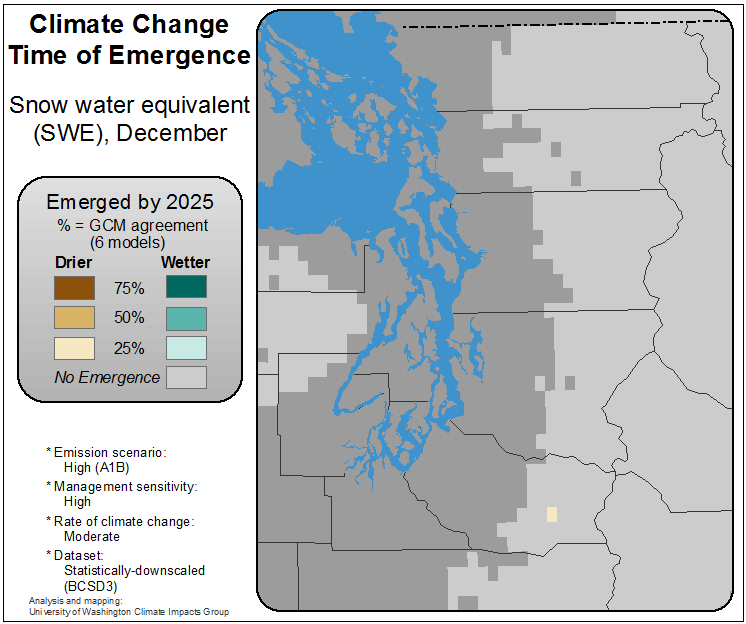 Climate Change
Time of Emergence
Snow water equivalent
(SWE), December
Emerged by 2025
% = GCM agreement
(6 models)
Drier Wetter
75%
50%
25%
No Emergence
* Emission scenario:
High (A1B)
* Management sensitivity:
High
* Rate of climate change:
Moderate
* Dataset:
Statistically-downscaled
(BCSD3)
Analysis and mapping:
University of Washington Climate Impacts Group